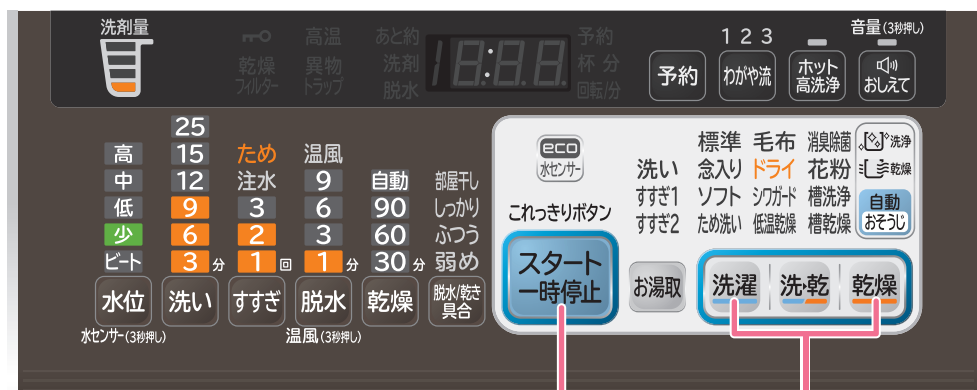 洗剤量
高温
あと約
予約
乾燥
フィルター
異物
トラップ
洗剤
脱水
18:8.8.
杯 分
回転/分
1 2 3
音量(3秒押し)
予約
わがや流
ホット
高洗浄
おしえて
25
高 15 ため 温風
中 12 注水 9 自動 部屋干し
低 9 3 6 90 しっかり
少 6 2 3 60 ふつう
ビート 3 分 1 回 1 分 30 分 弱め
水位
洗い
すすぎ
脱水
乾燥
脱水/乾き
具合
水センサー(3秒押し)
温風(3秒押し)
eco
水センサー
これっきりボタン
スタート
一時停止
洗い
すすぎ1
すすぎ2
標準 毛布 消臭除菌
念入り ドライ 花粉
ソフト シワガード 槽洗浄
ため洗い 低温乾燥 槽乾燥
洗浄
乾燥
自動
おそうじ
お湯取
洗濯
洗・乾
乾燥